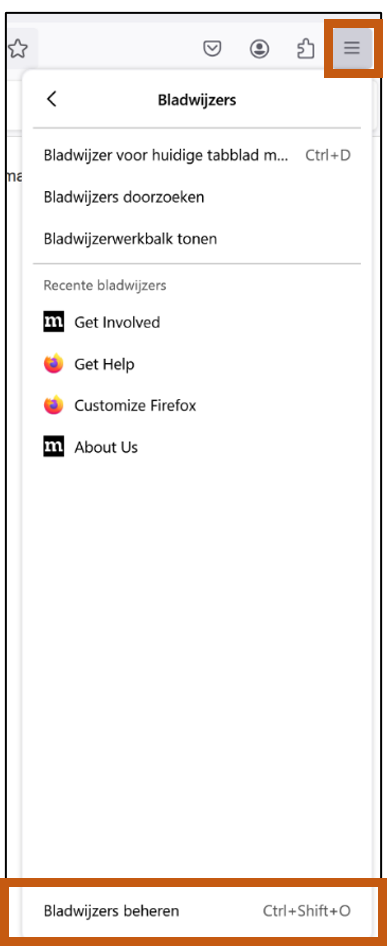 Bladwijzers
Bladwijzer voor huidige tabblad m... Ctrl+D
ma
Bladwijzers doorzoeken
Bladwijzerwerkbalk tonen
Recente bladwijzers
m Get Involved
Get Help
Customize Firefox
m About Us
Bladwijzers beheren Ctrl+Shift+O